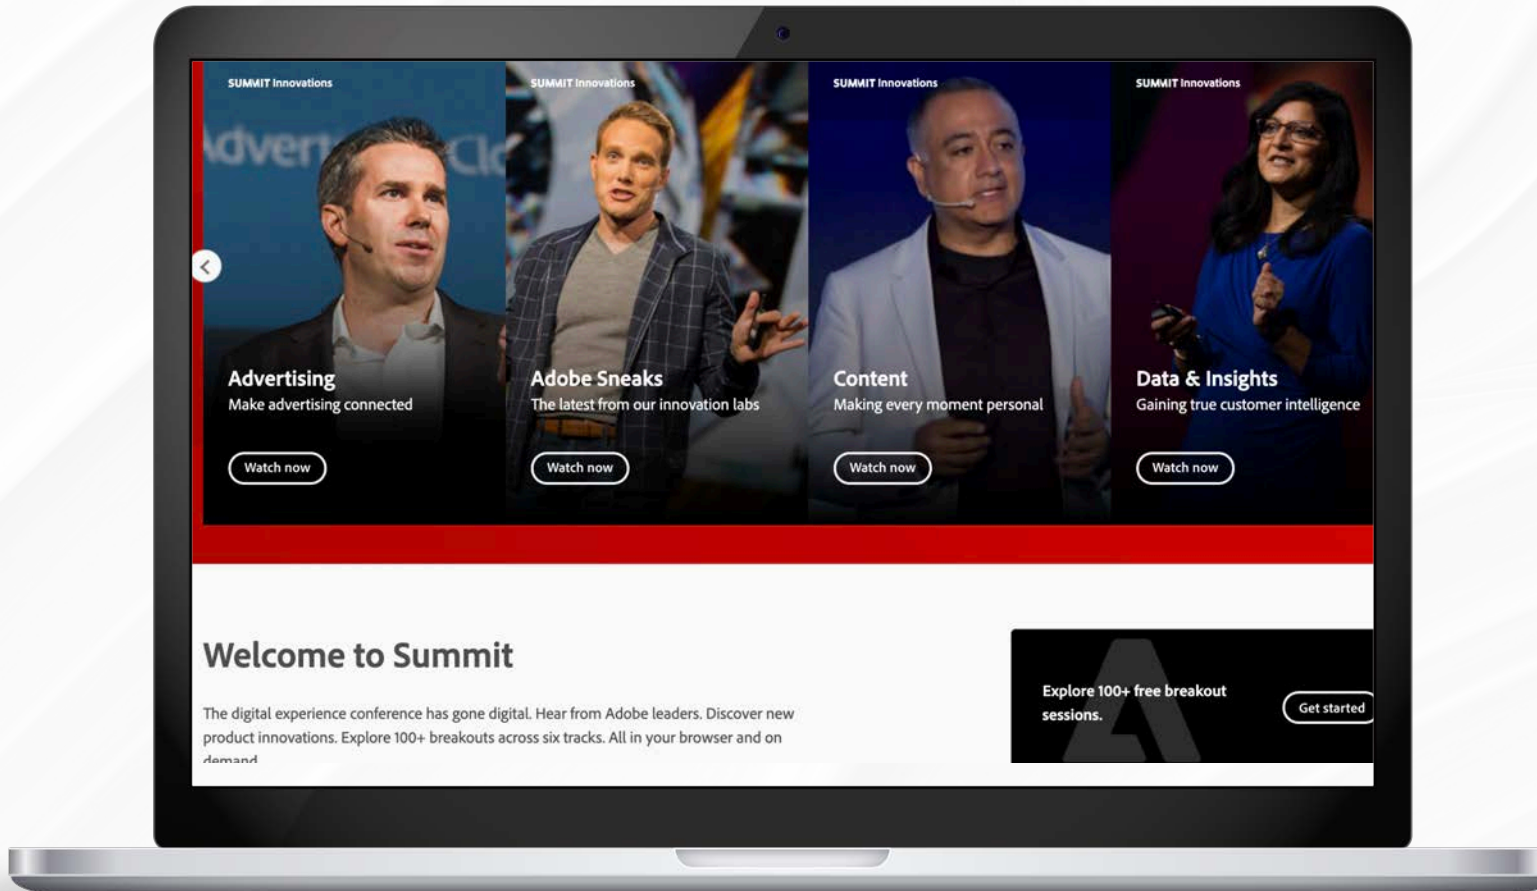 SUMMIT Innovations
SUMMIT Innovations
SUMMIT Innovations
SUMMIT Innovations
Advertising
Make advertising connected
Watch now
Adobe Sneaks
The latest from our innovation labs
Watch now
Content
Making every moment personal
Watch now
Data & Insights
Gaining true customer intelligence
Watch now
Welcome to Summit
The digital experience conference has gone digital. Hear from Adobe leaders. Discover new
product innovations. Explore 100+ breakouts across six tracks. All in your browser and on
demand
Explore 100+ free breakout
sessions.
Get started